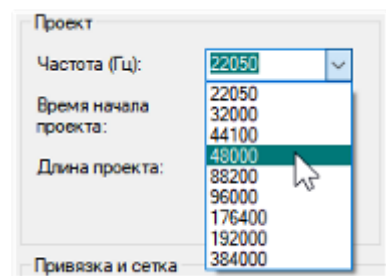 Проект
Частота (Гц): 22050
22050
Время начала проекта:
32000
44100
48000
Длина проекта:
88200
96000
176400
192000
384000
Привязка и сетка